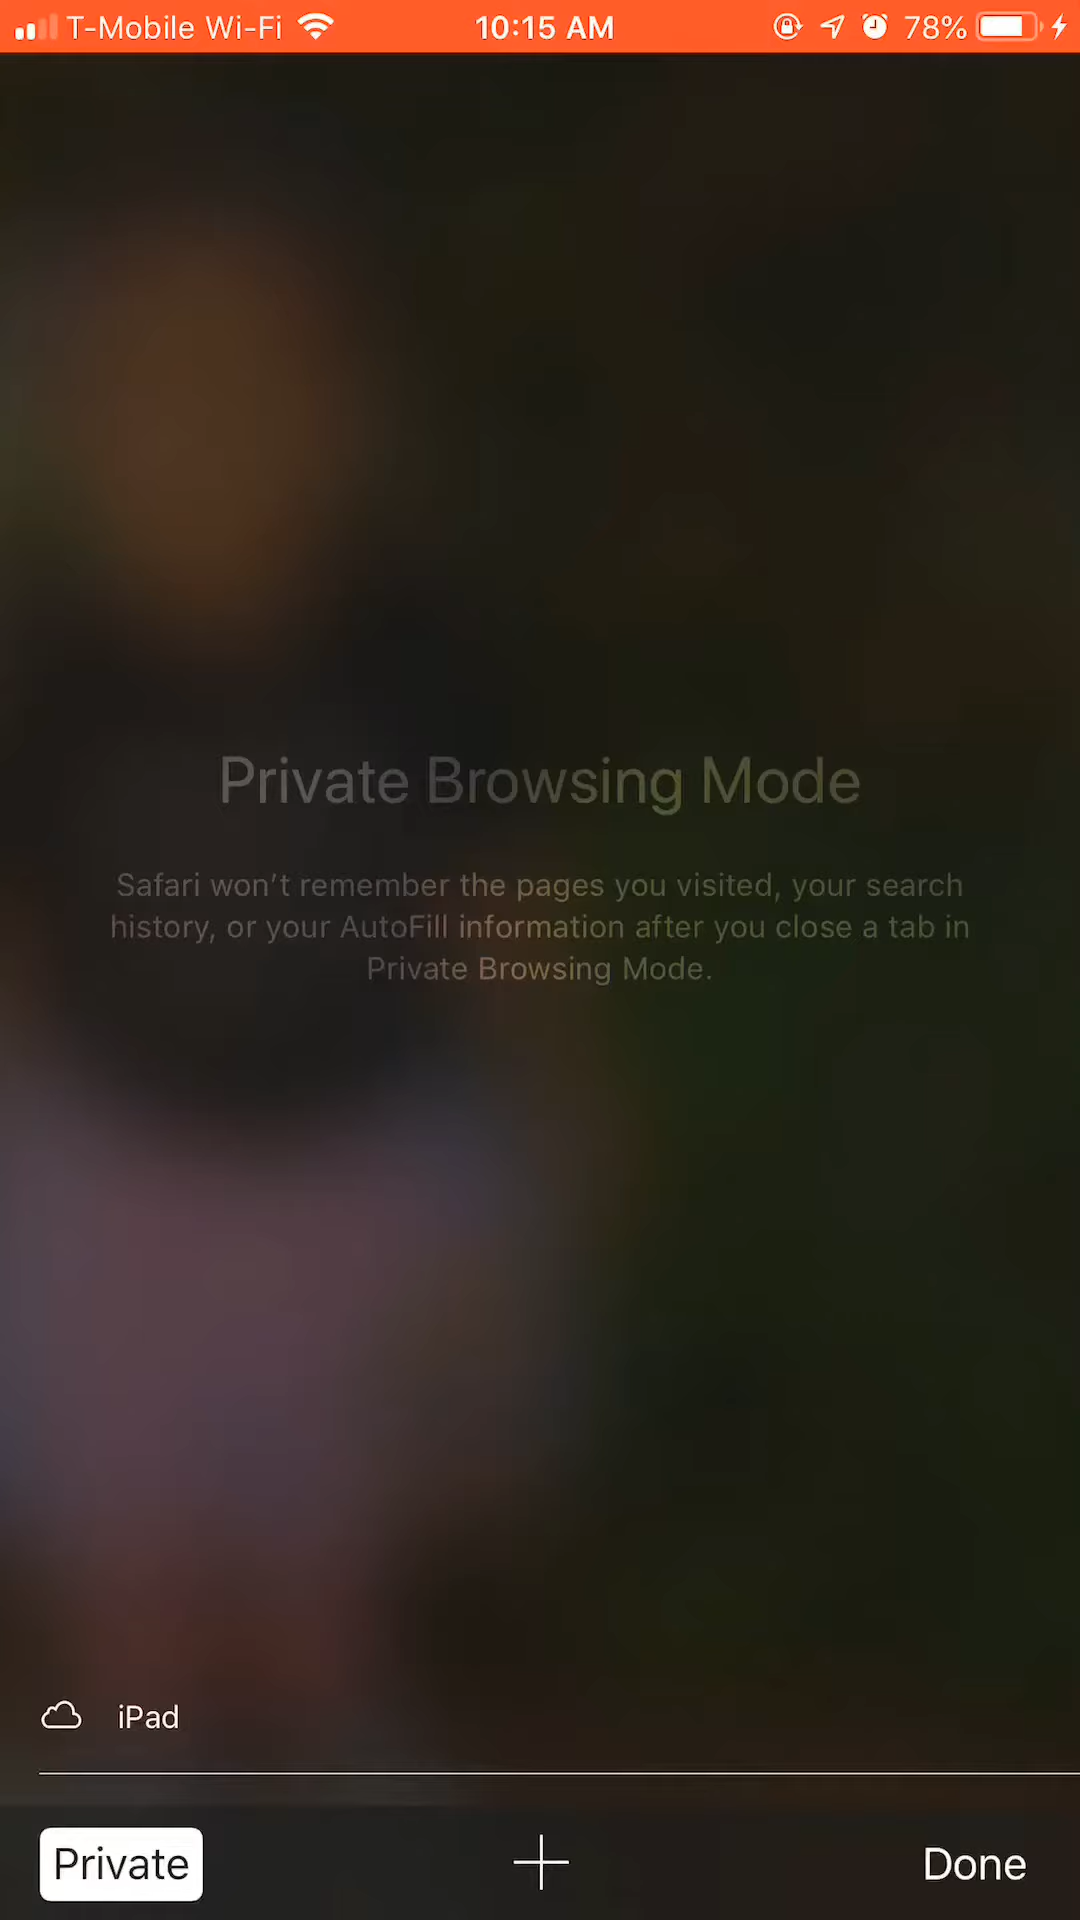 T-Mobile Wi-Fi 10:15 AM 78%
Private Browsing Mode
Safari won’t remember the pages you visited, your search
history, or your AutoFill information after you close a tab in
Private Browsing Mode.
iPad
Private Done